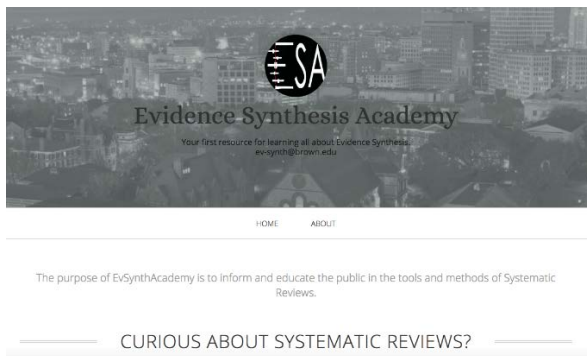 ESA
Evidence Synthesis Academy
Your first resource for learning all about Evidence Synthesis.
ev-synth@brown.edu
HOME ABOUT
The purpose of EvSynthAcademy is to inform and educate the public in the tools and methods of Systematic
Reviews.
CURIOUS ABOUT SYSTEMATIC REVIEWS?